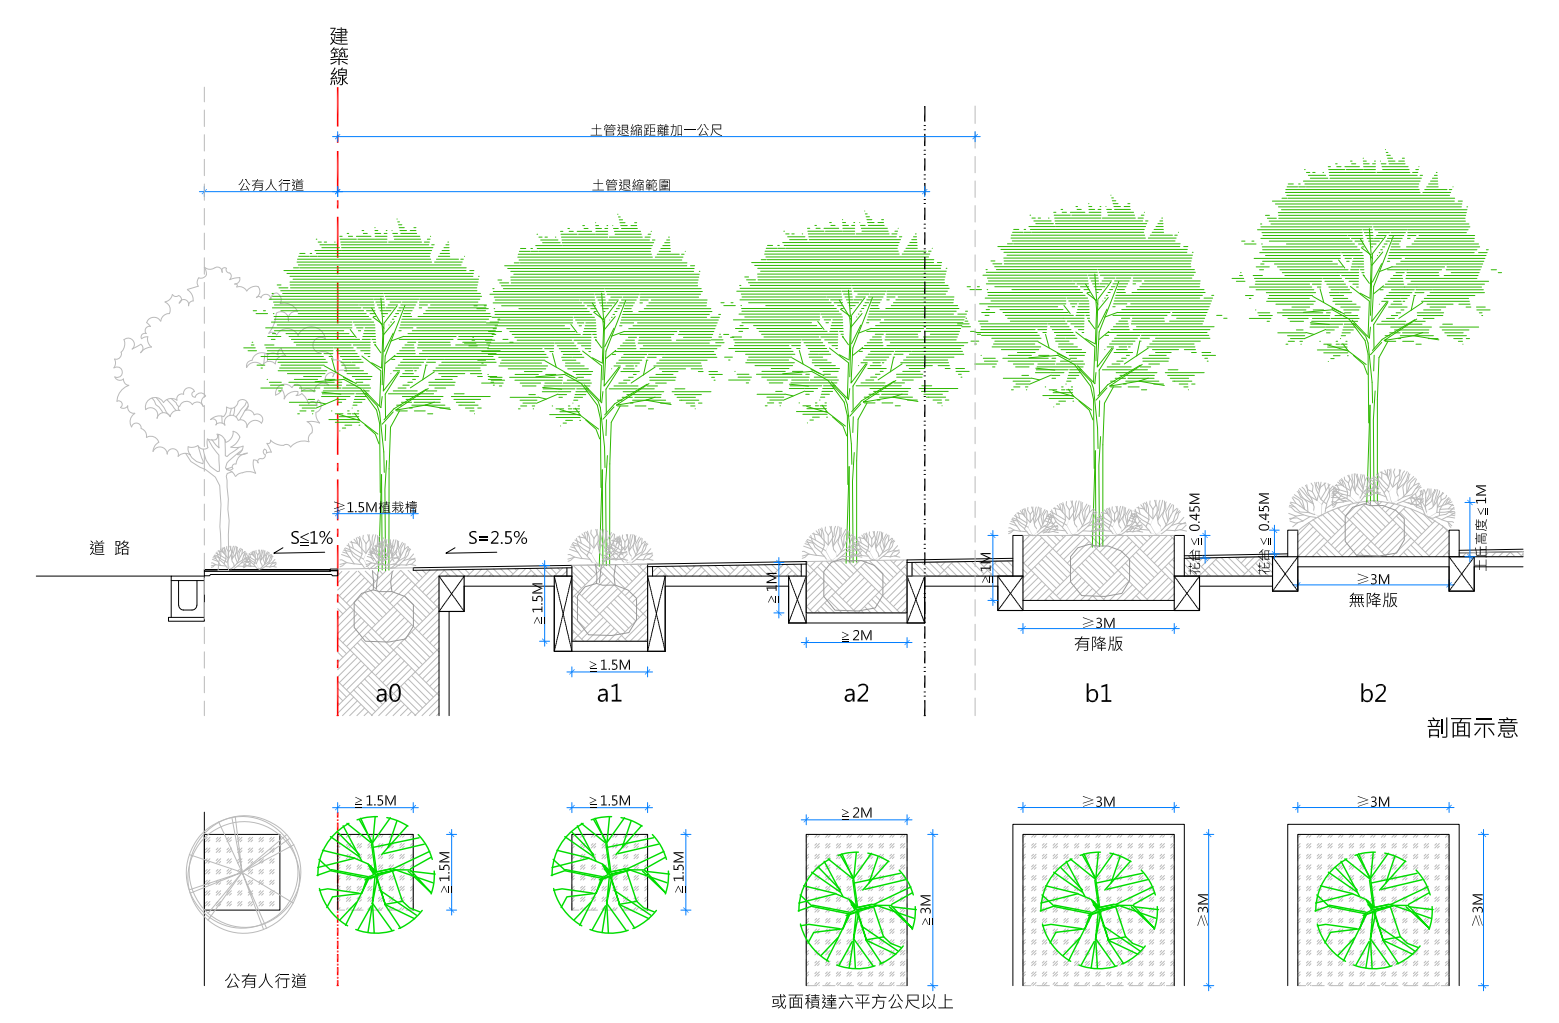 建築線
土管退縮距離加一公尺
公有人行道
土管退縮範圍
≥1.5M植栽槽
S≤1%
S=2.5%
道 路
≥1.5M
≥1M
≥1M
花台≤0.45M
花台≤0.45M
土丘高度≤1M
≥1.5M
≥2M
≥3M
有降版
≥3M
無降版
a0
a1
a2
b1
b2
剖面示意
≥1.5M
≥1.5M
≥2M
≥3M
≥3M
≥1.5M
≥1.5M
≥3M
≥3M
≥3M
公有人行道
或面積達六平方公尺以上